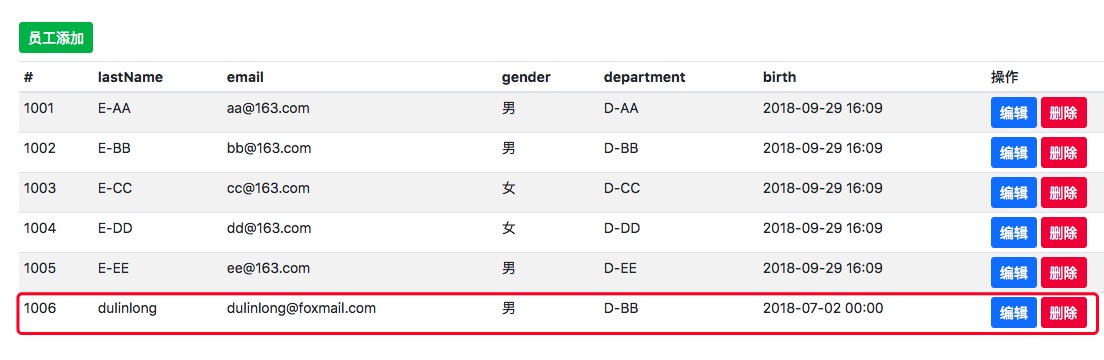 员工添加
# lastName email gender department birth 操作
1001 E-AA aa@163.com 男 D-AA 2018-09-29 16:09 编辑 删除
1002 E-BB bb@163.com 男 D-BB 2018-09-29 16:09 编辑 删除
1003 E-CC cc@163.com 女 D-CC 2018-09-29 16:09 编辑 删除
1004 E-DD dd@163.com 女 D-DD 2018-09-29 16:09 编辑 删除
1005 E-EE ee@163.com 男 D-EE 2018-09-29 16:09 编辑 删除
1006 dulinlong dulinlong@foxmail.com 男 D-BB 2018-07-02 00:00 编辑 删除